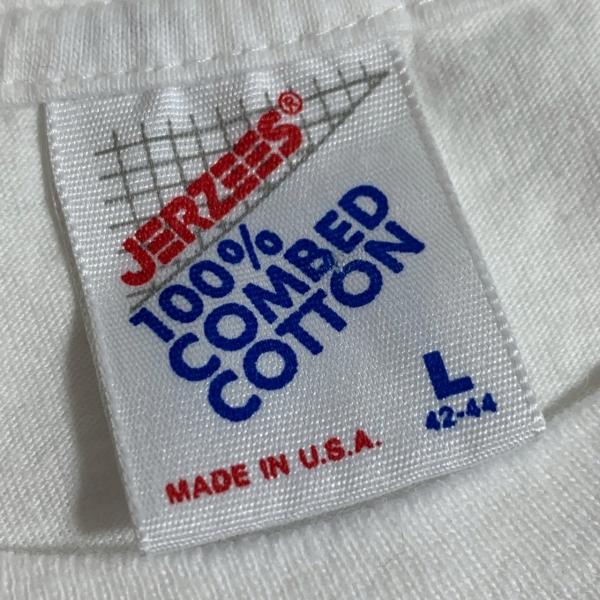 JERZEES®
100%
COMBED
COTTON
L
42-44
MADE IN U.S.A.